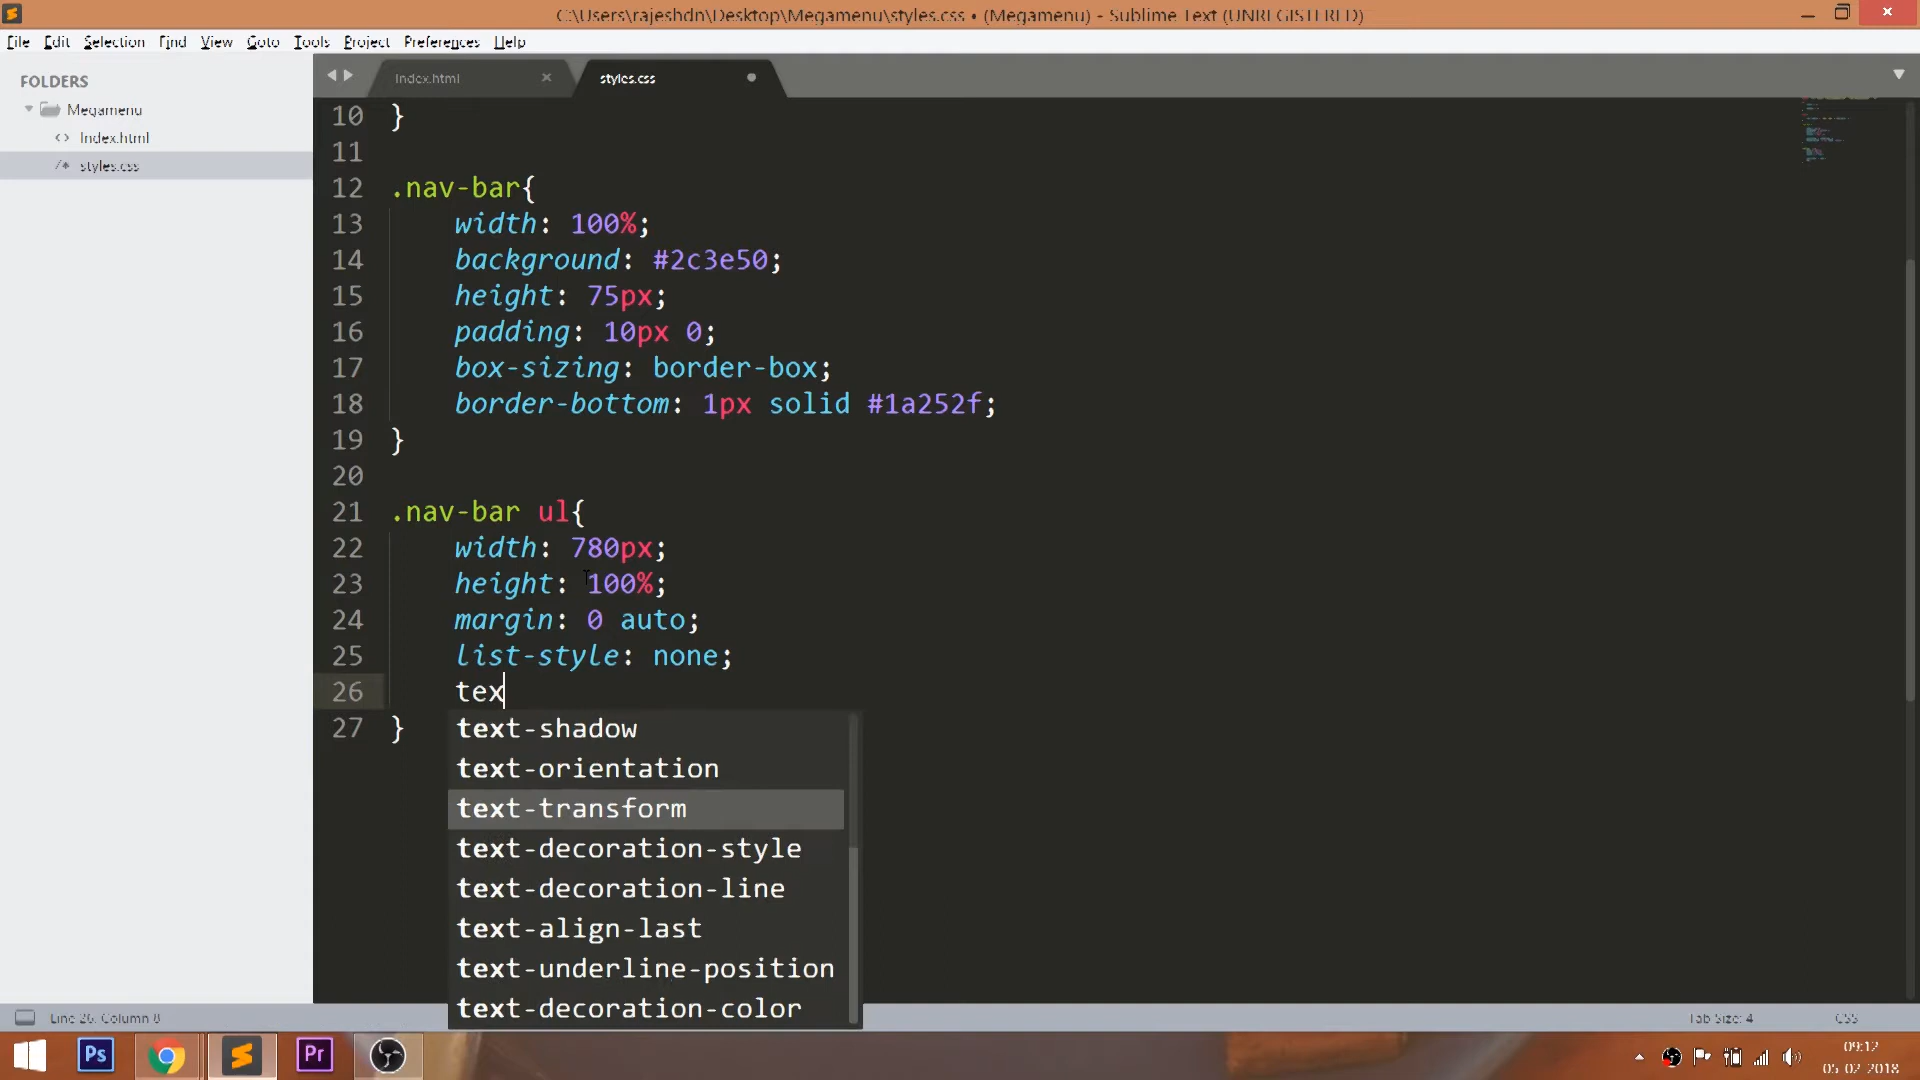 C:\Users\rajeshdn\Desktop\Megamenu\styles.css • (Megamenu) - Sublime Text (UNREGISTERED)
File Edit Selection Find View Goto Tools Project Preferences Help
FOLDERS
Megamenu
Index.html
styles.css
Index.html × styles.css
10 }
11
12 .nav-bar{
13 width: 100%;
14 background: #2c3e50;
15 height: 75px;
16 padding: 10px 0;
17 box-sizing: border-box;
18 border-bottom: 1px solid #1a252f;
19 }
20
21 .nav-bar ul{
22 width: 780px;
23 height: 100%;
24 margin: 0 auto;
25 list-style: none;
26 tex
27 }
text-shadow
text-orientation
text-transform
text-decoration-style
text-decoration-line
text-align-last
text-underline-position
text-decoration-color
Line 26, Column 8
Tab Size: 4
CSS
Ps
Pr
09:12
05-02-2018